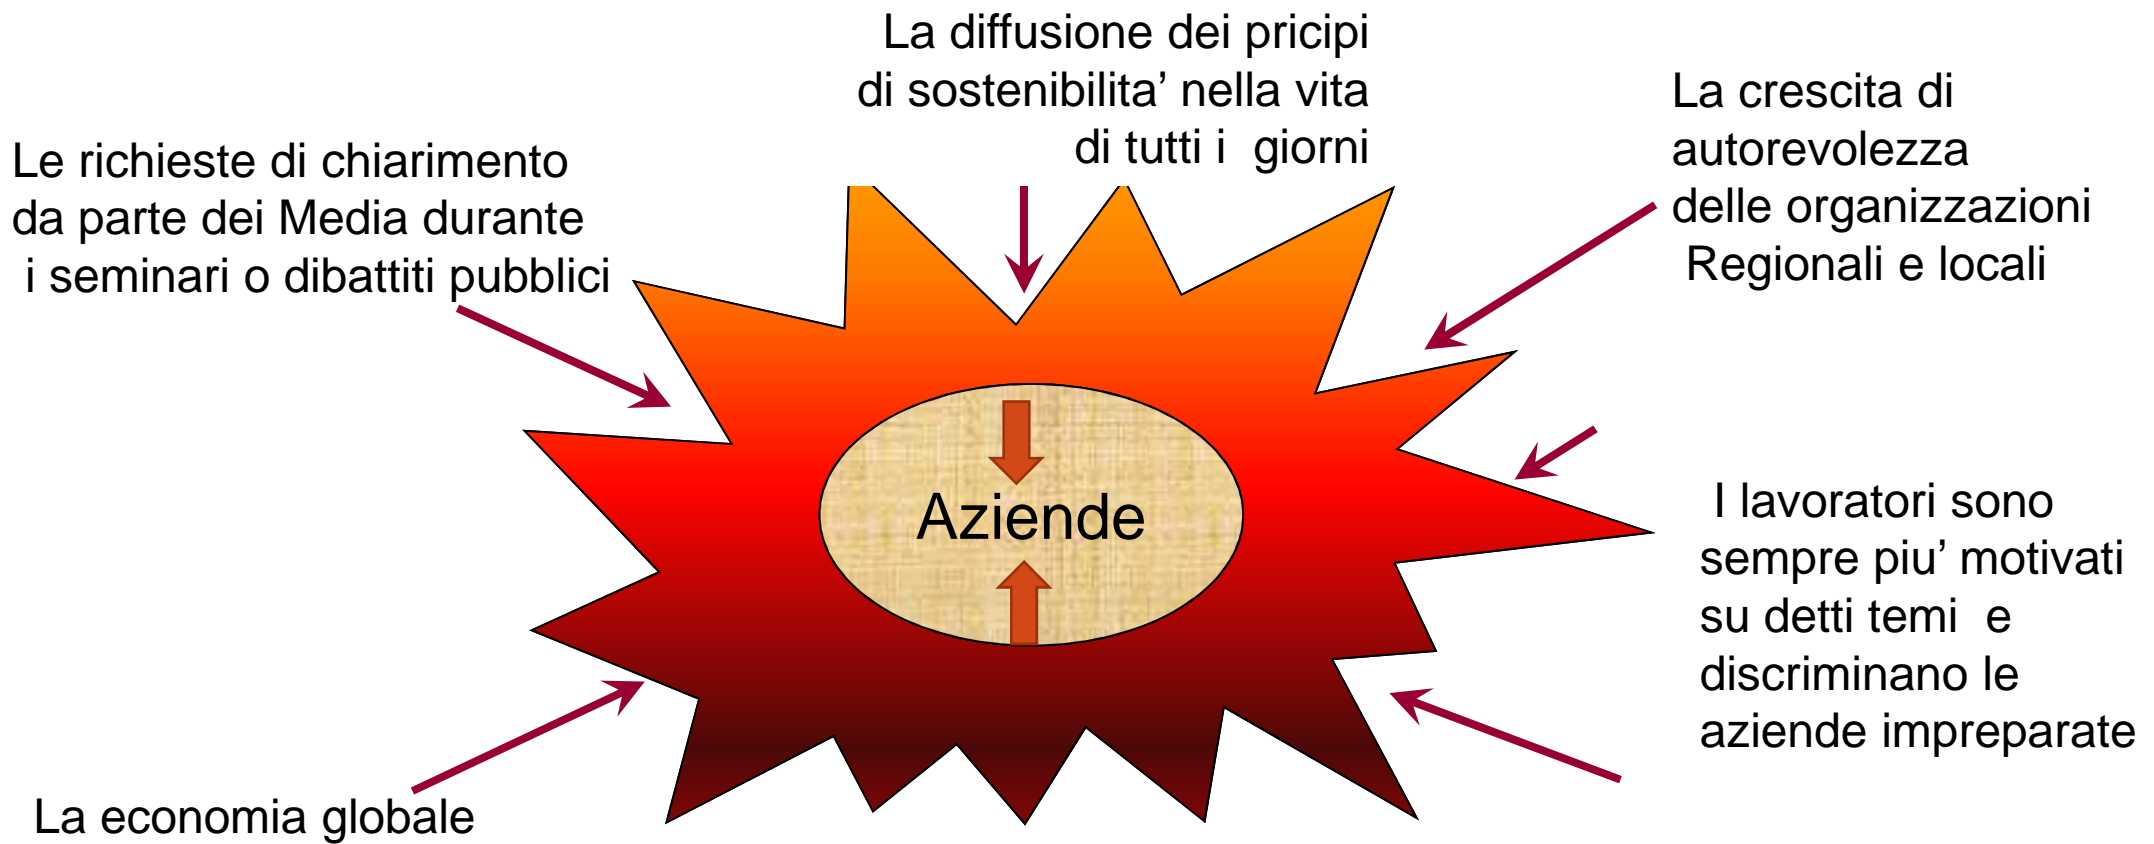 La diffusione dei pricipi
di sostenibilita’ nella vita
di tutti i  giorni
Le richieste di chiarimento
da parte dei Media durante
i seminari o dibattiti pubblici
La crescita di
autorevolezza
delle organizzazioni
Regionali e locali
Aziende
I lavoratori sono
sempre piu’ motivati
su detti temi  e
discriminano le
aziende impreparate
La economia globale